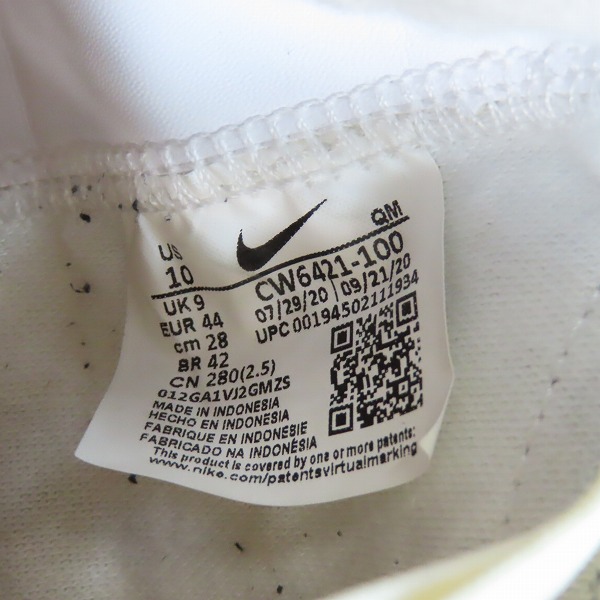 US
10
UK 9
EUR 44
cm 28
BR 42
CN 280(2.5)
QM
CW6421-100
07/29/20 | 09/21/20
UPC 00194502111934
012GA1VJ2GMZS
MADE IN INDONESIA
HECHO EN INDONESIA
FABRIQUE EN INDONESIE
FABRICADO NA INDONESIA
This product is covered by one or more patents:
www.nike.com/patentsvirtualmarking